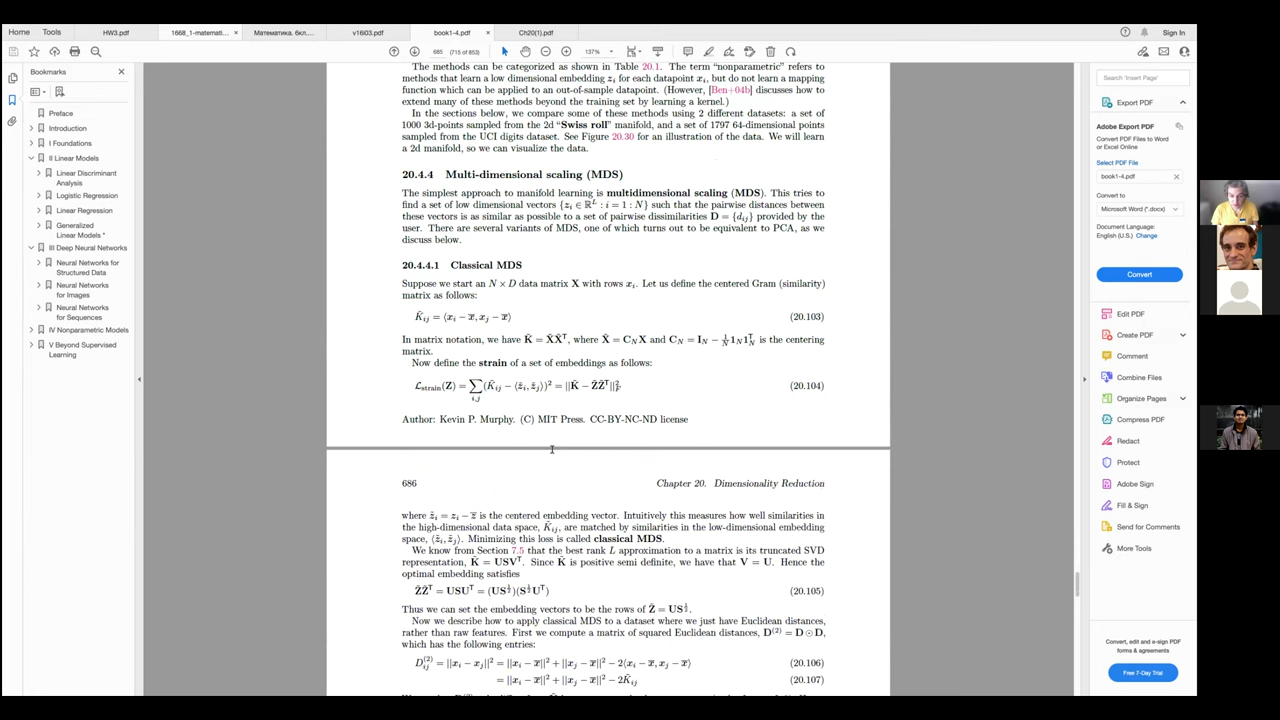 Home Tools HW3.pdf 1668_1-matemati... × Математика. 6кл.... v16i03.pdf book1-4.pdf × Ch20(1).pdf Sign In
685 (715 of 853) 137%
Bookmarks ×
Preface
Introduction
I Foundations
II Linear Models
Linear Discriminant
Analysis
Logistic Regression
Linear Regression
Generalized
Linear Models *
III Deep Neural Networks
Neural Networks for
Structured Data
Neural Networks
for Images
Neural Networks
for Sequences
IV Nonparametric Models
V Beyond Supervised
Learning
The methods can be categorized as shown in Table 20.1. The term “nonparametric” refers to
methods that learn a low dimensional embedding z_i for each datapoint x_i, but do not learn a mapping
function which can be applied to an out-of-sample datapoint. (However, [Ben+04b] discusses how to
extend many of these methods beyond the training set by learning a kernel.)
In the sections below, we compare some of these methods using 2 different datasets: a set of
1000 3d-points sampled from the 2d “Swiss roll” manifold, and a set of 1797 64-dimensional points
sampled from the UCI digits dataset. See Figure 20.30 for an illustration of the data. We will learn
a 2d manifold, so we can visualize the data.
20.4.4 Multi-dimensional scaling (MDS)
The simplest approach to manifold learning is multidimensional scaling (MDS). This tries to
find a set of low dimensional vectors {z_i ∈ ℝ^L : i = 1 : N} such that the pairwise distances between
these vectors is as similar as possible to a set of pairwise dissimilarities D = {d_ij} provided by the
user. There are several variants of MDS, one of which turns out to be equivalent to PCA, as we
discuss below.
20.4.4.1 Classical MDS
Suppose we start an N × D data matrix X with rows x_i. Let us define the centered Gram (similarity)
matrix as follows:
K̃_ij = ⟨x_i − x̄, x_j − x̄⟩ (20.103)
In matrix notation, we have K̃ = X̃X̃^T, where X̃ = C_N X and C_N = I_N − 1/N 1_N 1_N^T is the centering
matrix.
Now define the strain of a set of embeddings as follows:
ℒ_strain(Z) = ∑_{i,j} (K̃_ij − ⟨z̃_i, z̃_j⟩)^2 = ||K̃ − Z̃Z̃^T||_F^2 (20.104)
Author: Kevin P. Murphy. (C) MIT Press. CC-BY-NC-ND license
686 Chapter 20. Dimensionality Reduction
where z̃_i = z_i − z̄ is the centered embedding vector. Intuitively this measures how well similarities in
the high-dimensional data space, K̃_ij, are matched by similarities in the low-dimensional embedding
space, ⟨z̃_i, z̃_j⟩. Minimizing this loss is called classical MDS.
We know from Section 7.5 that the best rank L approximation to a matrix is its truncated SVD
representation, K̃ = USV^T. Since K̃ is positive semi definite, we have that V = U. Hence the
optimal embedding satisfies
Z̃Z̃^T = USU^T = (US^{1/2})(S^{1/2}U^T) (20.105)
Thus we can set the embedding vectors to be the rows of Z̃ = US^{1/2}.
Now we describe how to apply classical MDS to a dataset where we just have Euclidean distances,
rather than raw features. First we compute a matrix of squared Euclidean distances, D^(2) = D ⊙ D,
which has the following entries:
D_ij^(2) = ||x_i − x_j||^2 = ||x_i − x̄||^2 + ||x_j − x̄||^2 − 2⟨x_i − x̄, x_j − x̄⟩ (20.106)
= ||x_i − x̄||^2 + ||x_j − x̄||^2 − 2K̃_ij (20.107)
Search 'Insert Page'
Export PDF
Adobe Export PDF
Convert PDF Files to Word
or Excel Online
Select PDF File
book1-4.pdf ×
Convert to
Microsoft Word (*.docx)
Document Language:
English (U.S.) Change
Convert
Edit PDF
Create PDF
Comment
Combine Files
Organize Pages
Compress PDF
Redact
Protect
Adobe Sign
Fill & Sign
Send for Comments
More Tools
Convert, edit and e-sign PDF
forms & agreements
Free 7-Day Trial